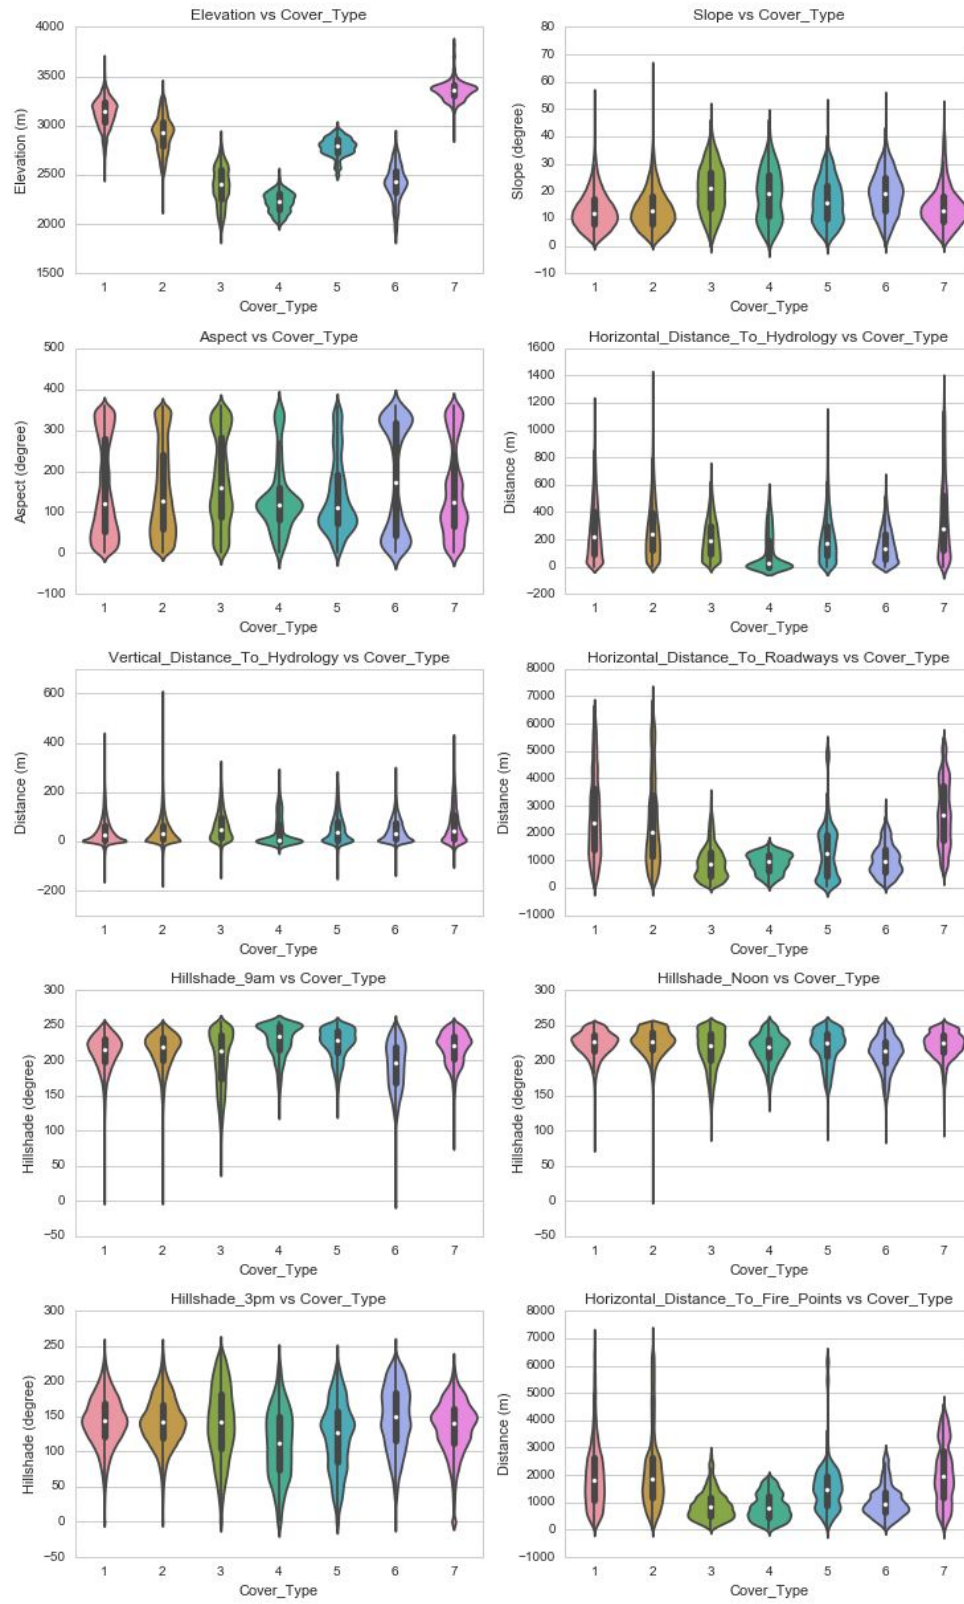 Elevation vs Cover_Type
4000
3500
3000
2500
2000
1500
Elevation (m)
1 2 3 4 5 6 7
Cover_Type
Slope vs Cover_Type
80
70
60
50
40
30
20
10
0
−10
Slope (degree)
1 2 3 4 5 6 7
Cover_Type
Aspect vs Cover_Type
500
400
300
200
100
0
−100
Aspect (degree)
1 2 3 4 5 6 7
Cover_Type
Horizontal_Distance_To_Hydrology vs Cover_Type
1600
1400
1200
1000
800
600
400
200
0
−200
Distance (m)
1 2 3 4 5 6 7
Cover_Type
Vertical_Distance_To_Hydrology vs Cover_Type
600
400
200
0
−200
Distance (m)
1 2 3 4 5 6 7
Cover_Type
Horizontal_Distance_To_Roadways vs Cover_Type
8000
7000
6000
5000
4000
3000
2000
1000
0
−1000
Distance (m)
1 2 3 4 5 6 7
Cover_Type
Hillshade_9am vs Cover_Type
300
250
200
150
100
50
0
−50
Hillshade (degree)
1 2 3 4 5 6 7
Cover_Type
Hillshade_Noon vs Cover_Type
300
250
200
150
100
50
0
−50
Hillshade (degree)
1 2 3 4 5 6 7
Cover_Type
Hillshade_3pm vs Cover_Type
300
250
200
150
100
50
0
−50
Hillshade (degree)
1 2 3 4 5 6 7
Cover_Type
Horizontal_Distance_To_Fire_Points vs Cover_Type
8000
7000
6000
5000
4000
3000
2000
1000
0
−1000
Distance (m)
1 2 3 4 5 6 7
Cover_Type